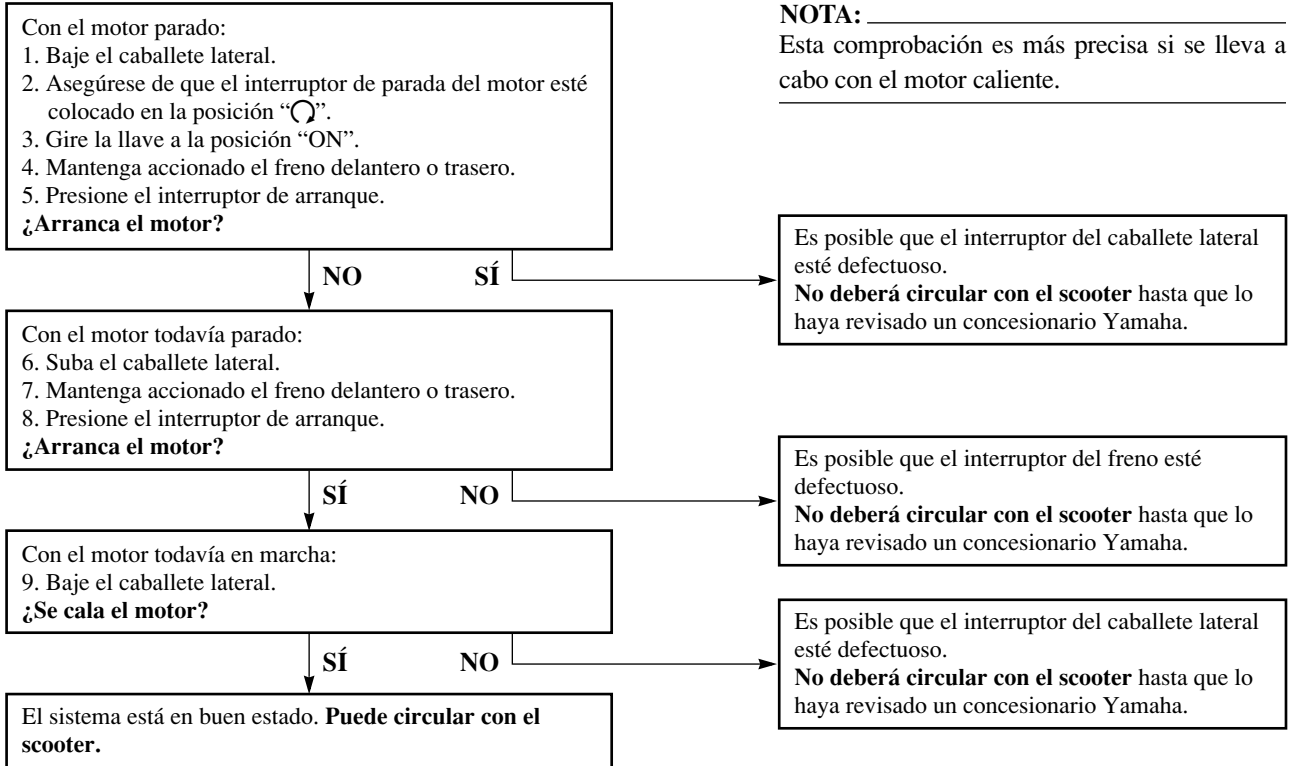 Con el motor parado:
1. Baje el caballete lateral.
2. Asegúrese de que el interruptor de parada del motor esté
colocado en la posición “”.
3. Gire la llave a la posición “ON”.
4. Mantenga accionado el freno delantero o trasero.
5. Presione el interruptor de arranque.
¿Arranca el motor?
NOTA:
Esta comprobación es más precisa si se lleva a
cabo con el motor caliente.
NO SÍ
Es posible que el interruptor del caballete lateral
esté defectuoso.
No deberá circular con el scooter hasta que lo
haya revisado un concesionario Yamaha.
Con el motor todavía parado:
6. Suba el caballete lateral.
7. Mantenga accionado el freno delantero o trasero.
8. Presione el interruptor de arranque.
¿Arranca el motor?
SÍ NO
Es posible que el interruptor del freno esté
defectuoso.
No deberá circular con el scooter hasta que lo
haya revisado un concesionario Yamaha.
Con el motor todavía en marcha:
9. Baje el caballete lateral.
¿Se cala el motor?
SÍ NO
Es posible que el interruptor del caballete lateral
esté defectuoso.
No deberá circular con el scooter hasta que lo
haya revisado un concesionario Yamaha.
El sistema está en buen estado. Puede circular con el
scooter.